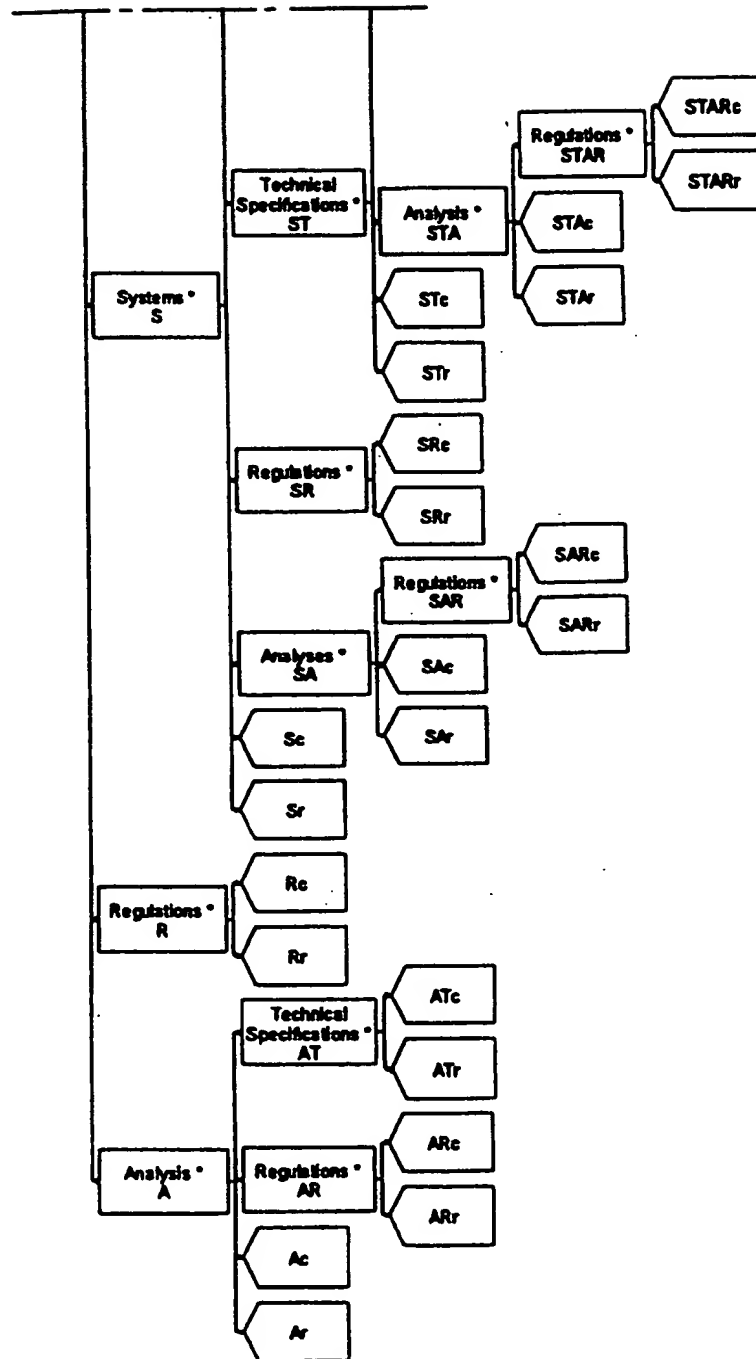 STARc
Regulations *
STAR
STARr
Technical
Specifications *
ST
Analysis *
STA
STAc
STAr
Systems *
S
STc
STr
Regulations *
SR
SRc
SRr
Regulations *
SAR
SARc
SARr
Analyses *
SA
SAc
SAr
Sc
Sr
Regulations *
R
Rc
Rr
Technical
Specifications *
AT
ATc
ATr
Analysis *
A
Regulations *
AR
ARc
ARr
Ac
Ar